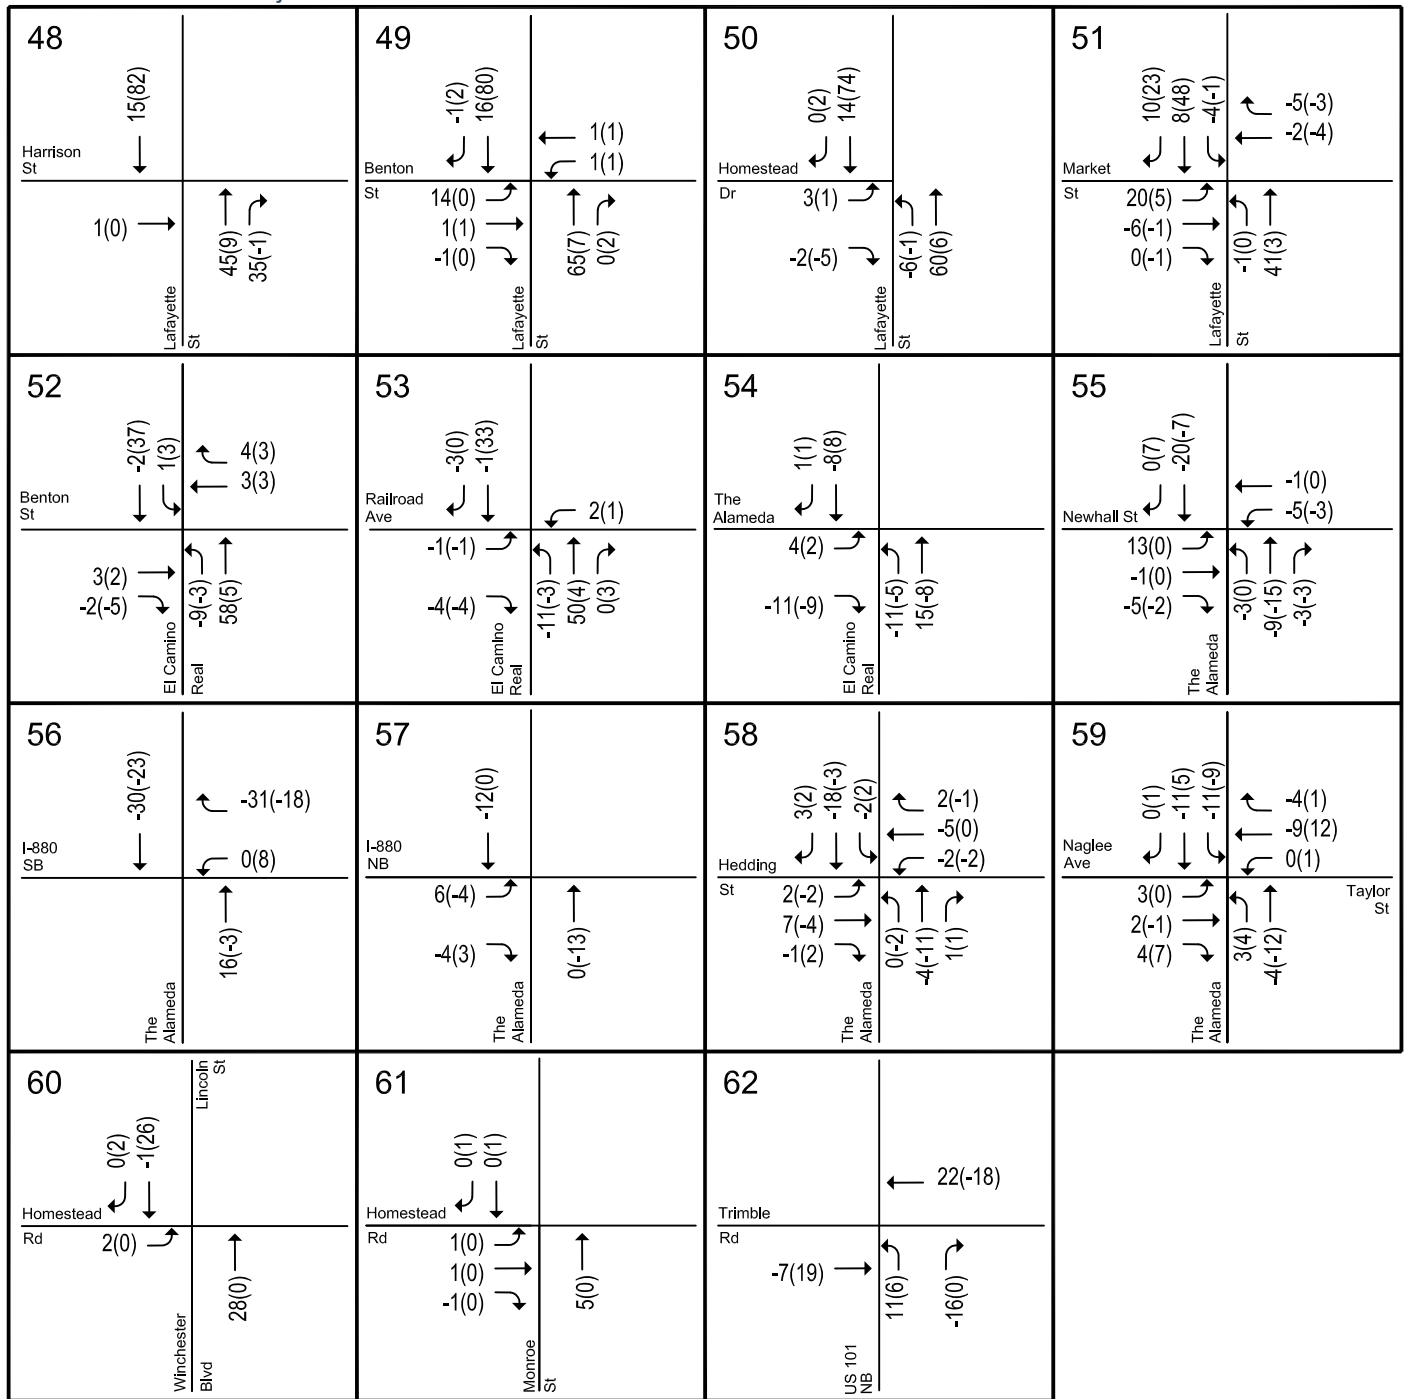 48
15(82)
Harrison
St
1(0)
45(9)
35(-1)
Lafayette
St
49
-1(2)
16(80)
1(1)
1(1)
Benton
St
14(0)
1(1)
-1(0)
65(7)
0(2)
Lafayette
St
50
0(2)
14(74)
Homestead
Dr
3(1)
-2(-5)
-6(-1)
60(6)
Lafayette
St
51
10(23)
8(48)
-4(-1)
-5(-3)
-2(-4)
Market
St
20(5)
-6(-1)
0(-1)
-1(0)
41(3)
Lafayette
St
52
-2(37)
1(3)
4(3)
3(3)
Benton
St
3(2)
-2(-5)
-9(-3)
58(5)
El Camino
Real
53
-3(0)
-1(33)
2(1)
Railroad
Ave
-1(-1)
-4(-4)
-11(-3)
50(4)
0(3)
El Camino
Real
54
1(1)
-8(8)
The
Alameda
4(2)
-11(-9)
-11(-5)
15(-8)
El Camino
Real
55
0(7)
-20(-7)
-1(0)
-5(-3)
Newhall St
13(0)
-1(0)
-5(-2)
-3(0)
-9(-15)
-3(-3)
The
Alameda
56
-30(-23)
-31(-18)
0(8)
I-880
SB
16(-3)
The
Alameda
57
-12(0)
I-880
NB
6(-4)
-4(3)
0(-13)
The
Alameda
58
3(2)
-18(-3)
-2(2)
2(-1)
-5(0)
-2(-2)
Hedding
St
2(-2)
7(-4)
-1(2)
0(-2)
-4(-11)
1(1)
The
Alameda
59
0(1)
-11(5)
-11(-9)
-4(1)
-9(12)
0(1)
Naglee
Ave
Taylor
St
3(0)
2(-1)
4(7)
3(4)
-4(-12)
The
Alameda
60
Lincoln
St
0(2)
-1(26)
Homestead
Rd
2(0)
28(0)
Winchester
Blvd
61
0(1)
0(1)
Homestead
Rd
1(0)
1(0)
-1(0)
5(0)
Monroe
St
62
22(-18)
Trimble
Rd
-7(19)
11(6)
-16(0)
US 101
NB